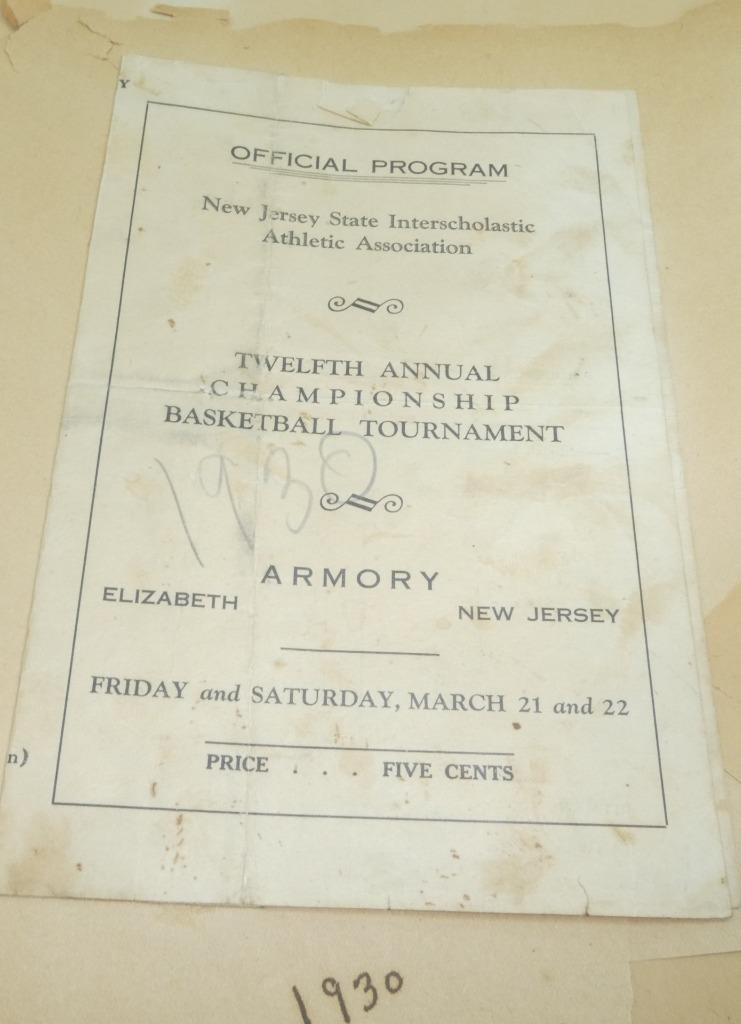 Y
OFFICIAL PROGRAM
New Jersey State Interscholastic
Athletic Association
TWELFTH ANNUAL
CHAMPIONSHIP
BASKETBALL TOURNAMENT
1930
ARMORY
ELIZABETH
NEW JERSEY
FRIDAY and SATURDAY, MARCH 21 and 22
n)
PRICE . . . FIVE CENTS
1930